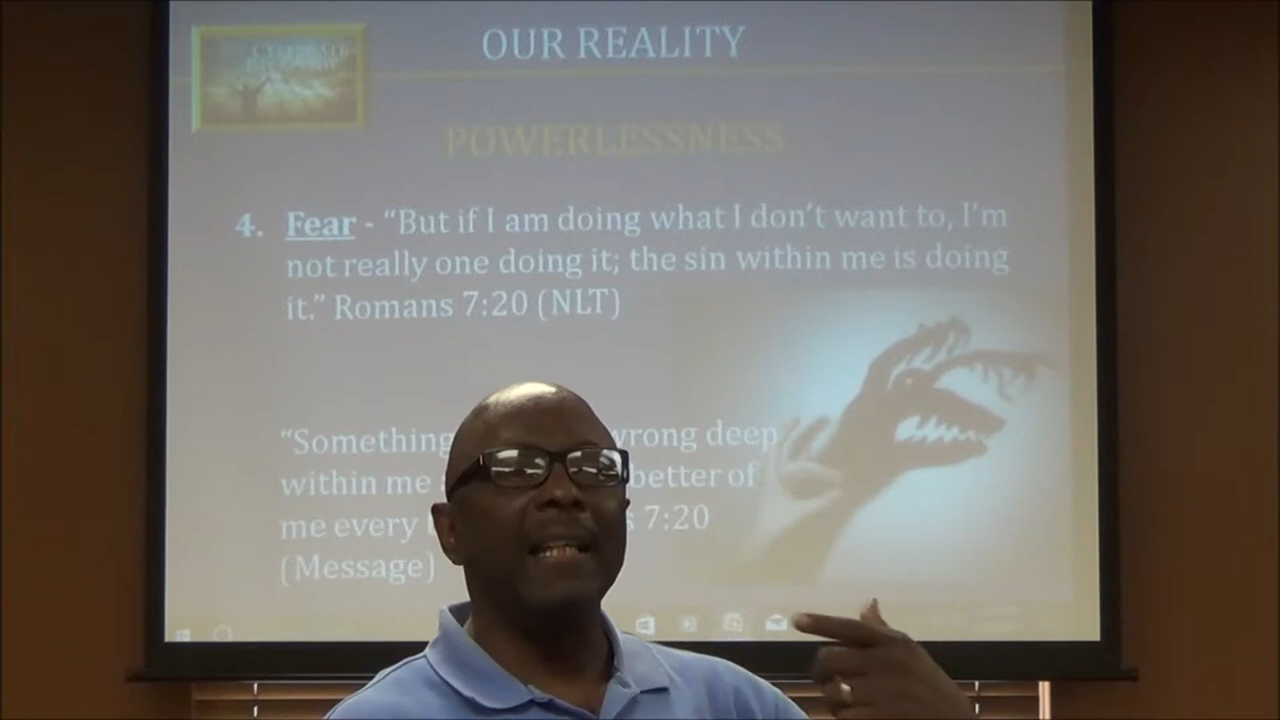 OUR REALITY
CELEBRATE
RECOVERY
POWERLESSNESS
4. Fear - “But if I am doing what I don’t want to, I’m
not really one doing it; the sin within me is doing
it.” Romans 7:20 (NLT)
“Something wrong deep
within me better of
me every 7:20
(Message)